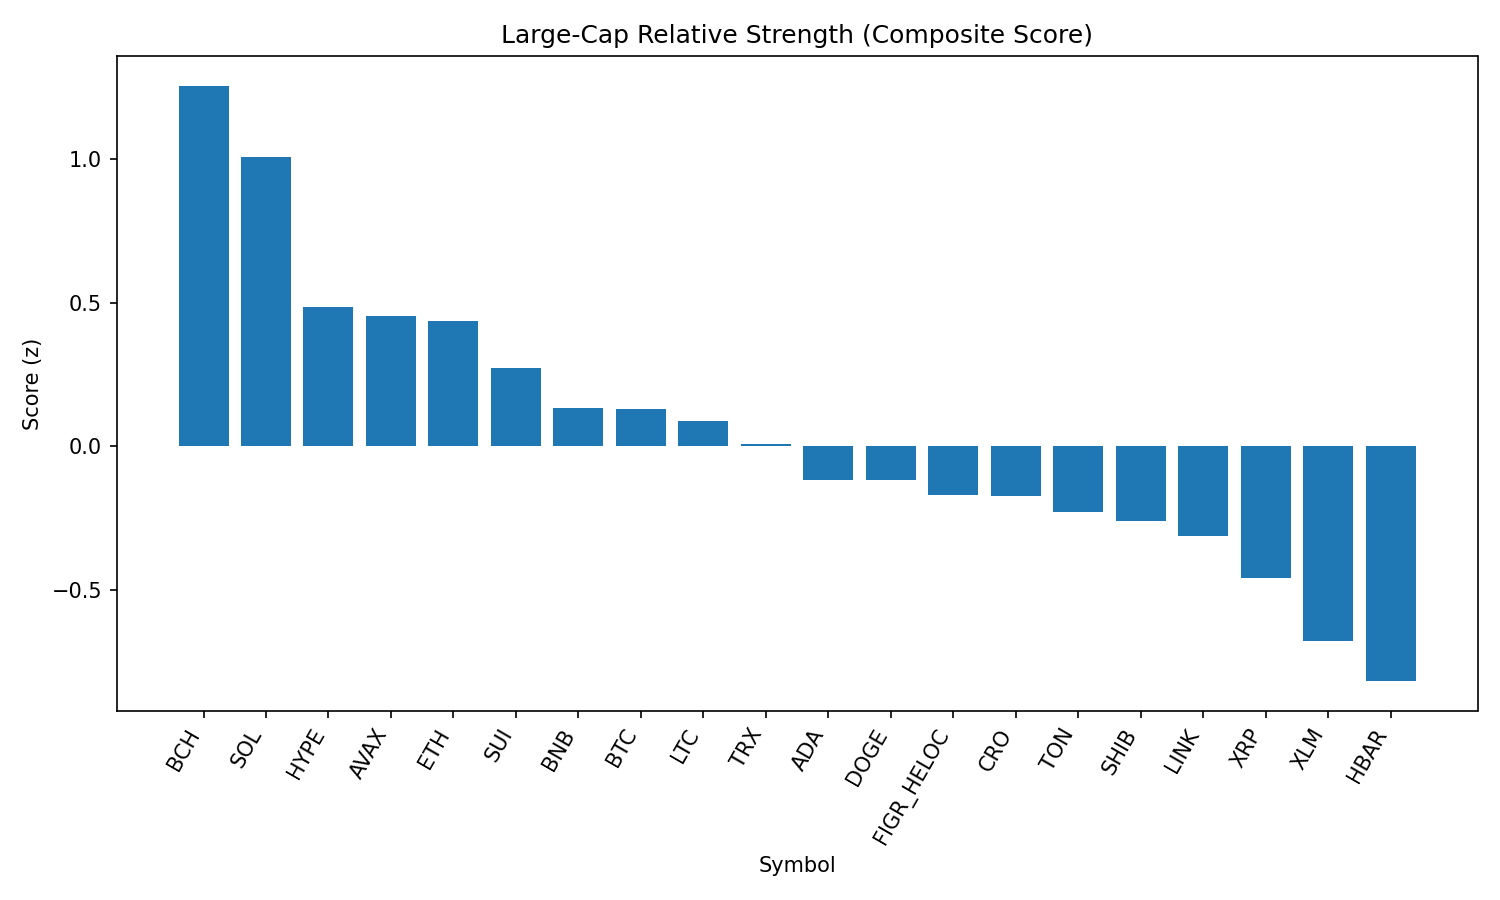 Large-Cap Relative Strength (Composite Score)
Score (z)
1.0
0.5
0.0
−0.5
BCH
SOL
HYPE
AVAX
ETH
SUI
BNB
BTC
LTC
TRX
ADA
DOGE
FIGR_HELOC
CRO
TON
SHIB
LINK
XRP
XLM
HBAR
Symbol